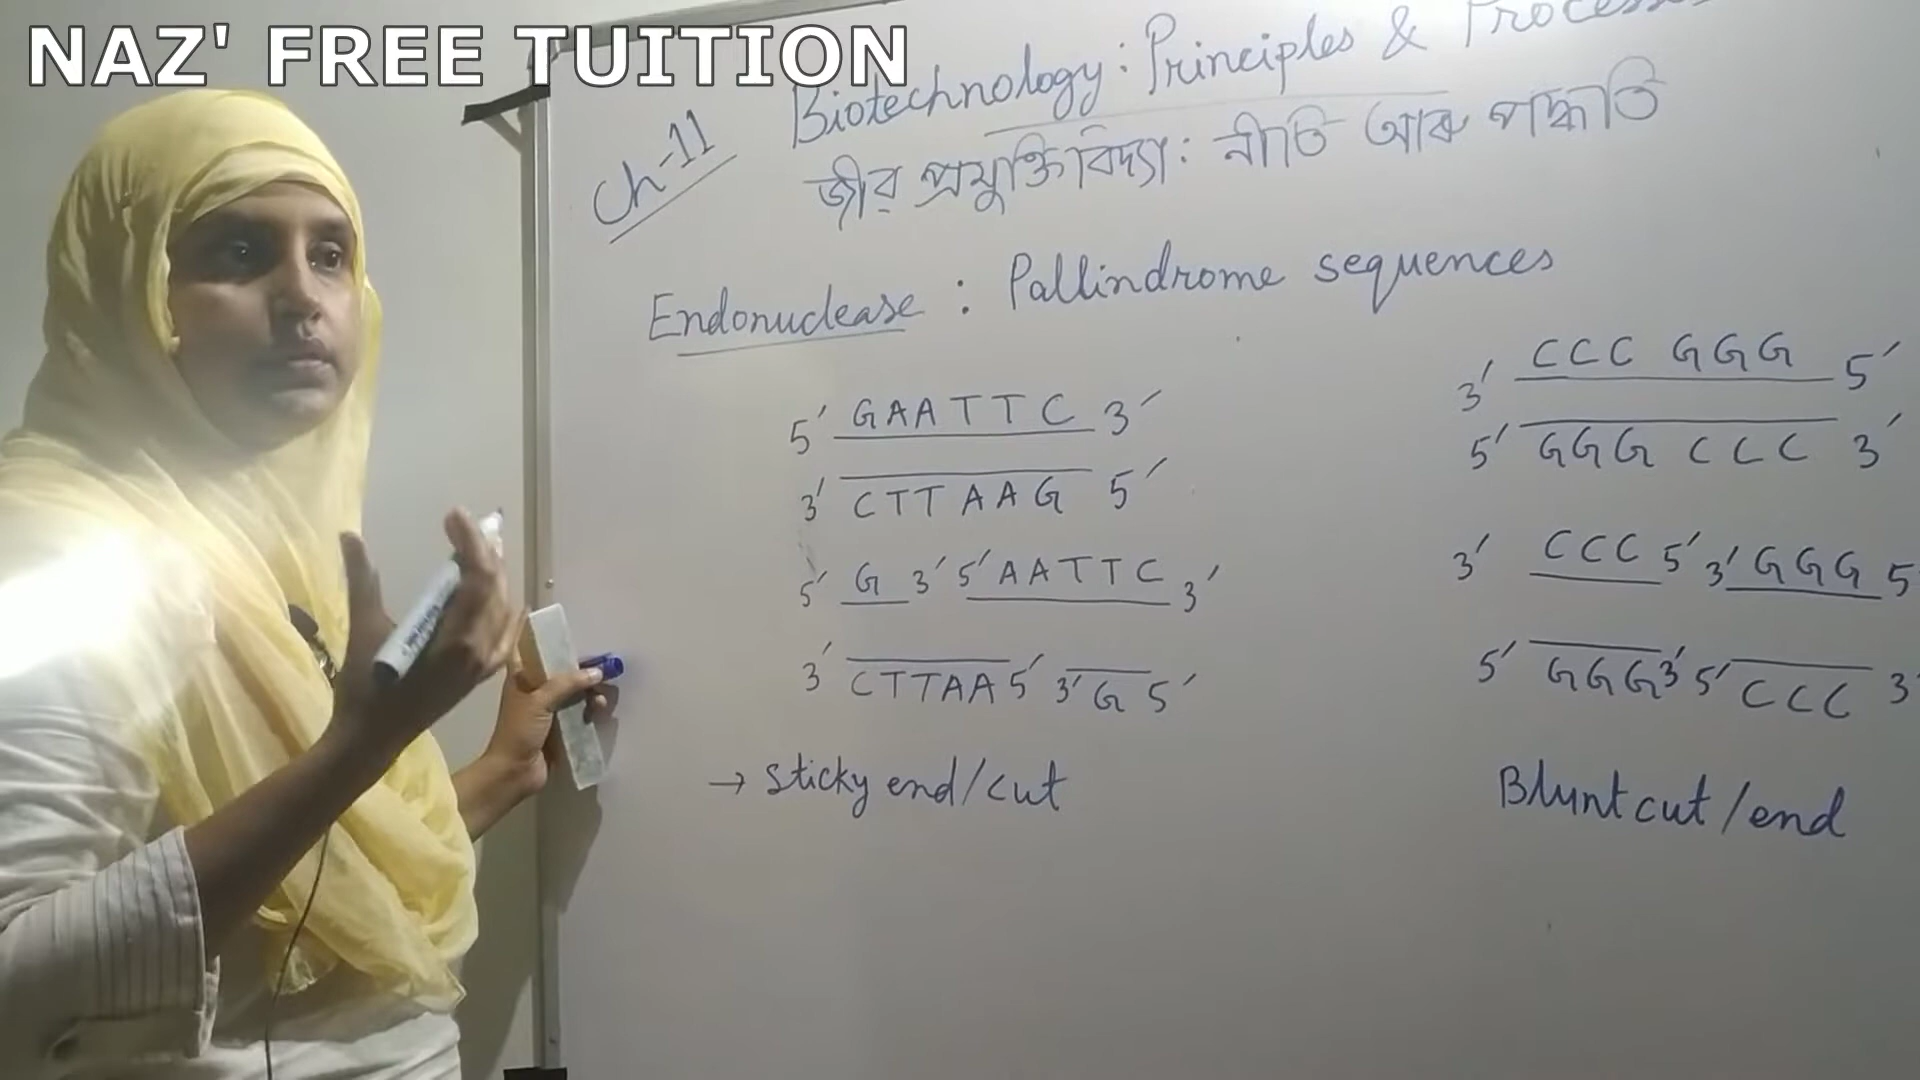 NAZ' FREE TUITION
Ch-11 Biotechnology: Principles & Process
জীৱ প্ৰযুক্তিবিদ্যা: নীতি আৰু পদ্ধতি
Endonuclease : Pallindrome sequences
5' GAATTC 3'
3' CTTAAG 5'
5' G 3' 5' AATTC 3'
3' CTTAA 5' 3' G 5'
→ Sticky end/cut
3' CCC GGG 5'
5' GGG CCC 3'
3' CCC 5' 3' GGG 5
5' GGG 3' 5' CCC 3'
Blunt cut/end